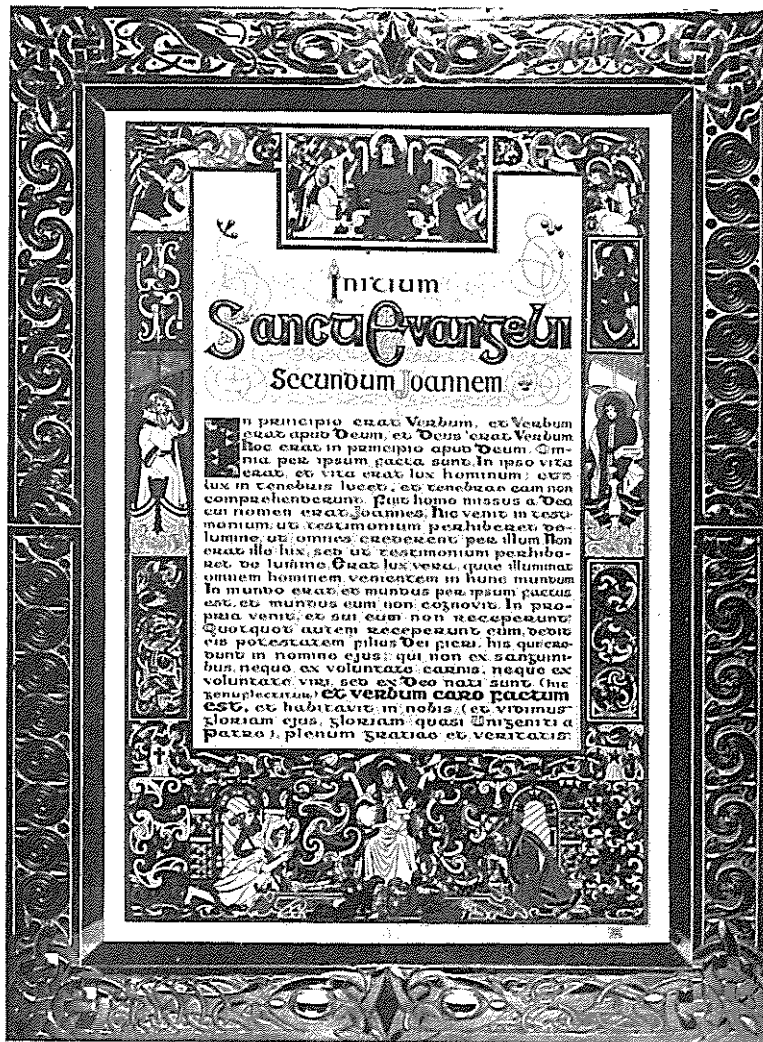 Initium
Sancti Evangelii
Secundum Joannem
In principio erat Verbum, et Verbum
erat apud Deum, et Deus erat Verbum
Hoc erat in principio apud Deum. Om-
nia per ipsum facta sunt. In ipso vita
erat, et vita erat lux hominum; et
lux in tenebris lucet, et tenebrae eam non
comprehenderunt. Fuit homo missus a Deo
cui nomen erat Joannes. Hic venit in testi-
monium, ut testimonium perhiberet de
lumine, ut omnes crederent per illum. Non
erat ille lux, sed ut testimonium perhibe-
ret de lumine. Erat lux vera, quae illuminat
omnem hominem venientem in hunc mundum
In mundo erat, et mundus per ipsum factus
est, et mundus eum non cognovit. In pro-
pria venit, et sui eum non receperunt.
Quotquot autem receperunt eum, dedit
eis potestatem filius Dei fieri, his qui cre-
dunt in nomine ejus; qui non ex sanguini-
bus, neque ex voluntate carnis, neque ex
voluntate viri, sed ex Deo nati sunt. (hic
genuflectitur) et verbum caro factum
est, et habitavit in nobis, (et vidimus
gloriam ejus, gloriam quasi Unigeniti a
Patre), plenum gratiae et veritatis.